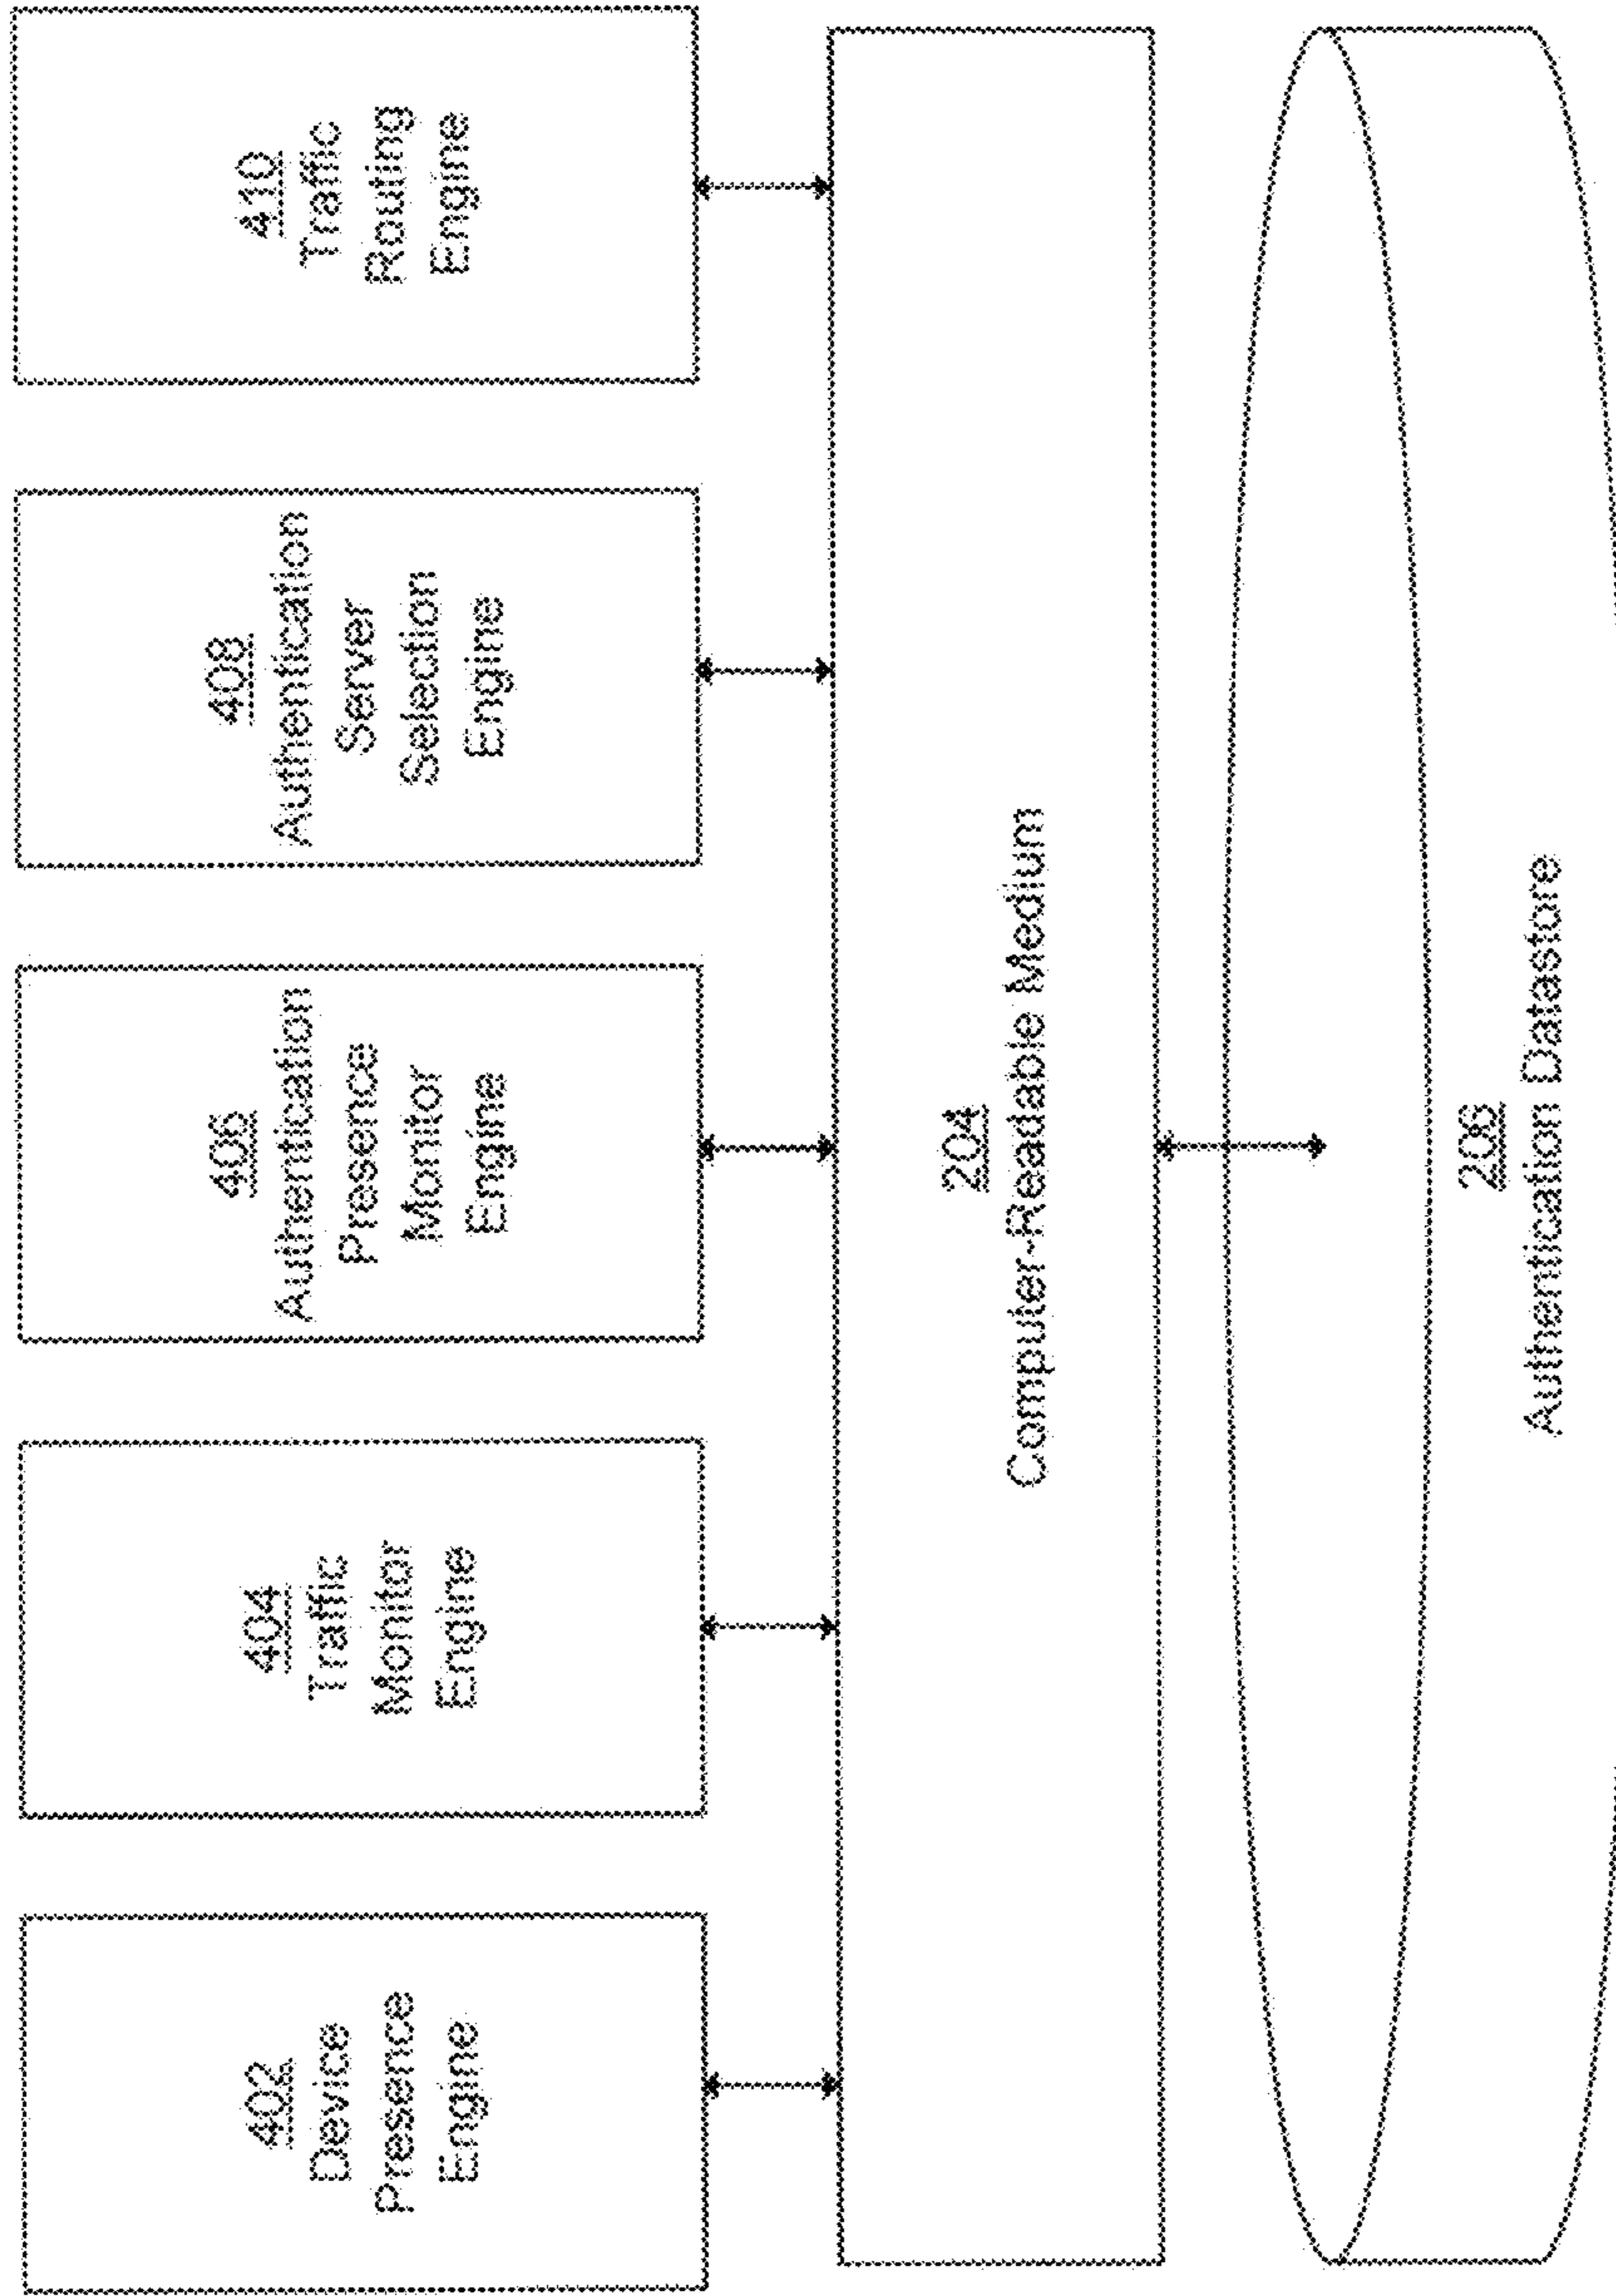 402
Device
Presence
Engine
404
Traffic
Monitor
Engine
406
Authentication
Presence
Monitor
Engine
408
Authentication
Server
Selection
Engine
410
Traffic
Routing
Engine
204
Computer-Readable Medium
206
Authentication Datastore